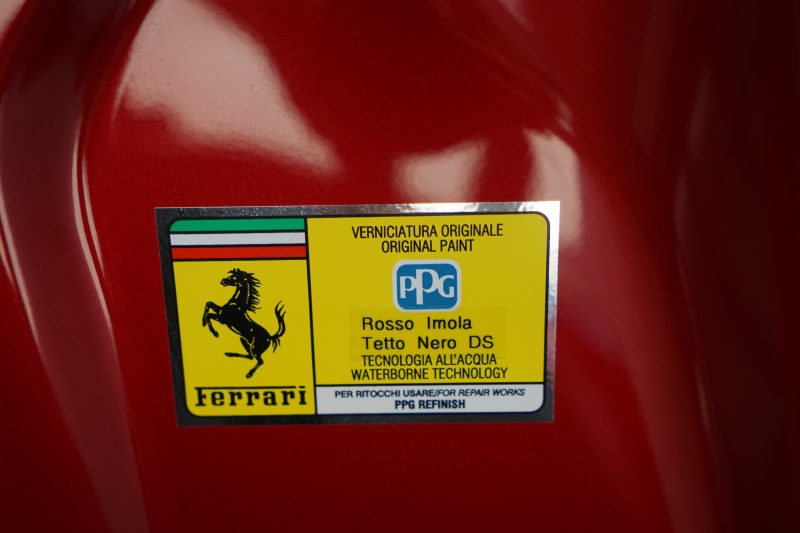 Ferrari
VERNICIATURA ORIGINALE
ORIGINAL PAINT
PPG
Rosso Imola
Tetto Nero DS
TECNOLOGIA ALL'ACQUA
WATERBORNE TECHNOLOGY
PER RITOCCHI USARE/FOR REPAIR WORKS
PPG REFINISH